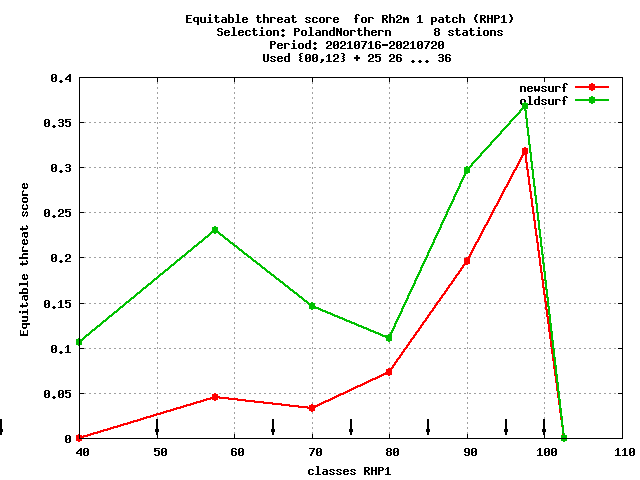 Equitable threat score  for Rh2m 1 patch (RHP1)
Selection: PolandNorthern      8 stations
Period: 20210716-20210720
Used {00,12} + 25 26 ... 36
newsurf
oldsurf
0.4
0.35
0.3
0.25
0.2
0.15
0.1
0.05
0
Equitable threat score
40 50 60 70 80 90 100 110
classes RHP1